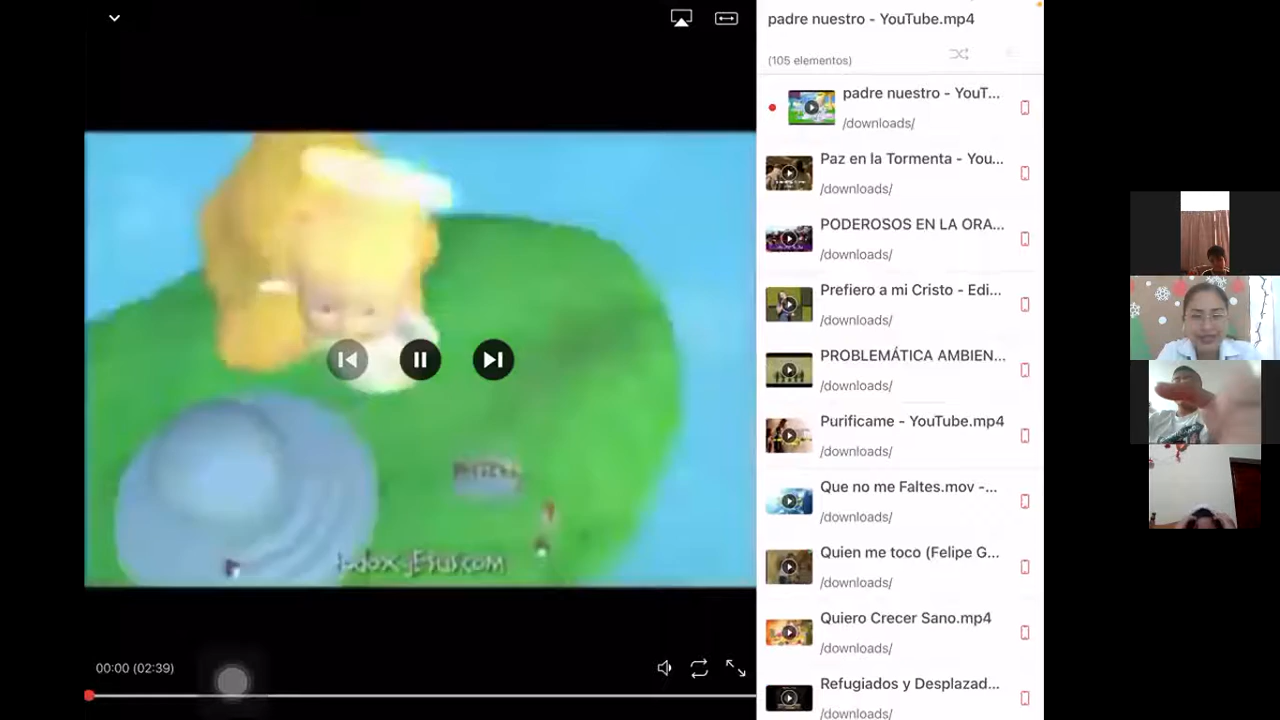 padre nuestro - YouTube.mp4
(105 elementos)
padre nuestro - YouT...
/downloads/
Paz en la Tormenta - You...
/downloads/
PODEROSOS EN LA ORA...
/downloads/
Prefiero a mi Cristo - Edi...
/downloads/
PROBLEMÁTICA AMBIEN...
/downloads/
Purificame - YouTube.mp4
/downloads/
Que no me Faltes.mov -...
/downloads/
Quien me toco (Felipe G...
/downloads/
Quiero Crecer Sano.mp4
/downloads/
Refugiados y Desplazad...
/downloads/
00:00 (02:39)